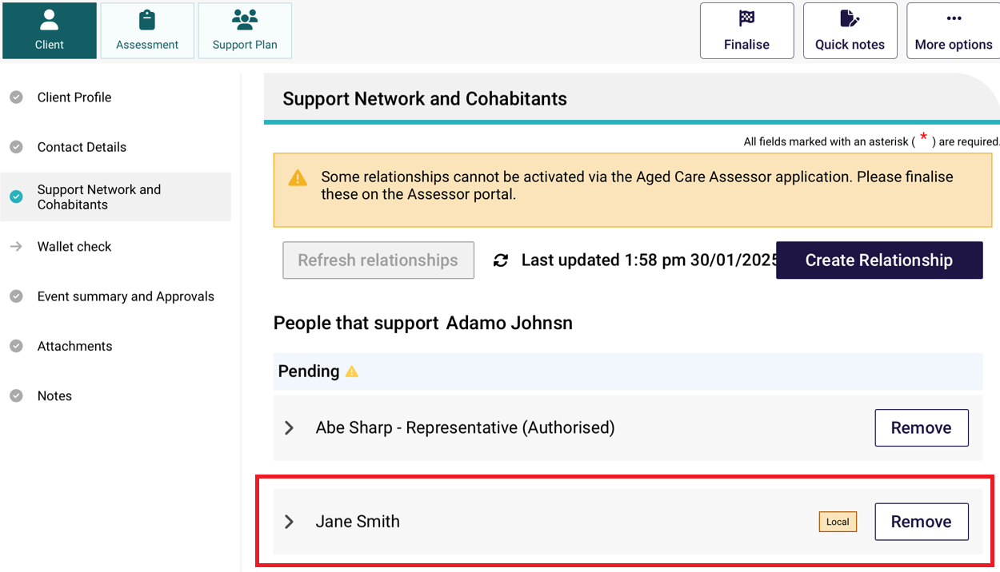 Client
Assessment
Support Plan
Finalise
Quick notes
More options
Client Profile
Contact Details
Support Network and
Cohabitants
Wallet check
Event summary and Approvals
Attachments
Notes
Support Network and Cohabitants
All fields marked with an asterisk ( * ) are required.
Some relationships cannot be activated via the Aged Care Assessor application. Please finalise
these on the Assessor portal.
Refresh relationships
Last updated 1:58 pm 30/01/2025
Create Relationship
People that support Adamo Johnsn
Pending
Abe Sharp - Representative (Authorised)
Remove
Jane Smith
Local
Remove